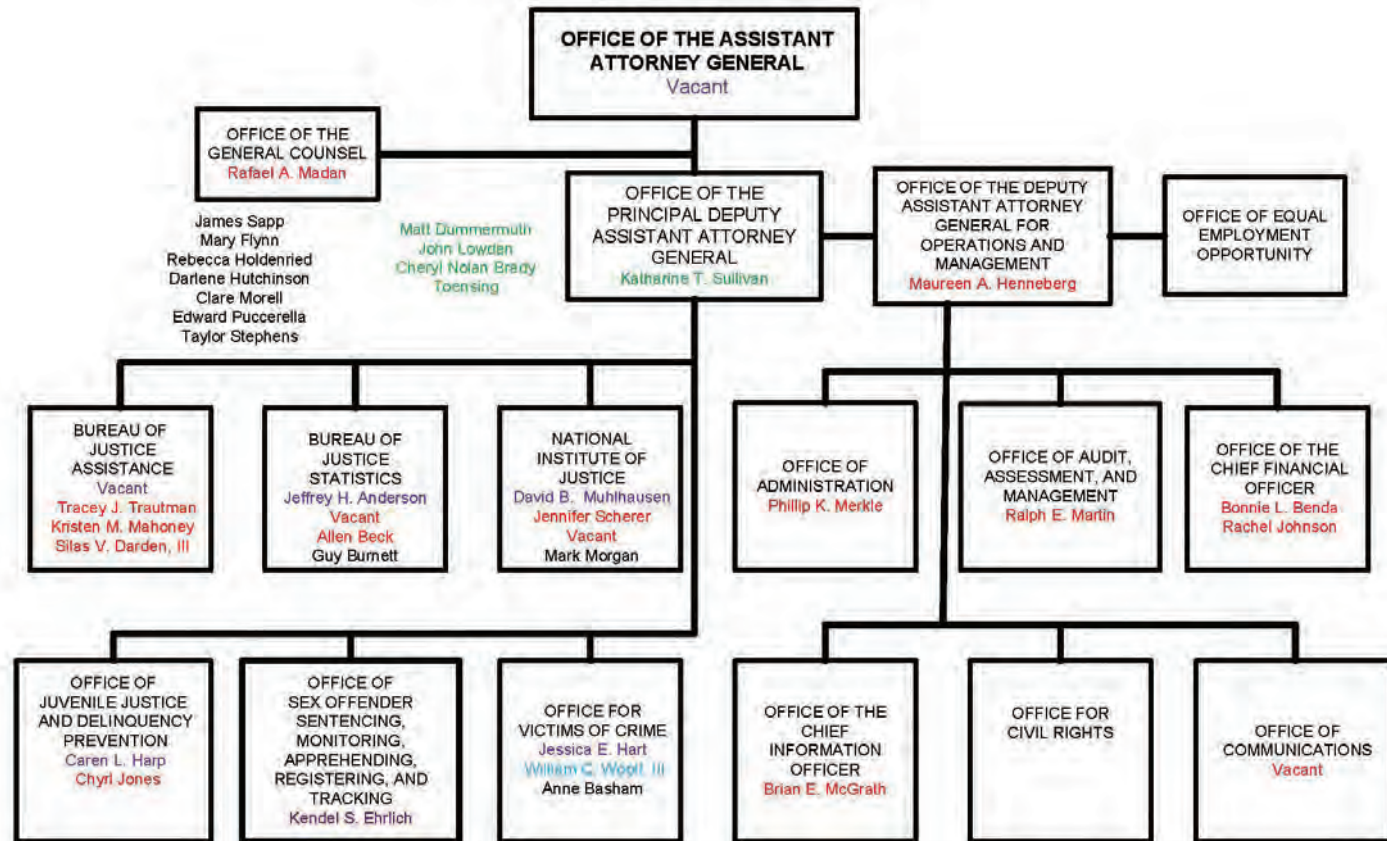 OFFICE OF THE ASSISTANT
ATTORNEY GENERAL
Vacant
OFFICE OF THE
GENERAL COUNSEL
Rafael A. Madan
James Sapp
Mary Flynn
Rebecca Holdenried
Darlene Hutchinson
Clare Morell
Edward Puccerella
Taylor Stephens
Matt Dummermuth
John Lowden
Cheryl Nolan Brady
Toensing
OFFICE OF THE
PRINCIPAL DEPUTY
ASSISTANT ATTORNEY
GENERAL
Katharine T. Sullivan
OFFICE OF THE DEPUTY
ASSISTANT ATTORNEY
GENERAL FOR
OPERATIONS AND
MANAGEMENT
Maureen A. Henneberg
OFFICE OF EQUAL
EMPLOYMENT
OPPORTUNITY
BUREAU OF
JUSTICE
ASSISTANCE
Vacant
Tracey J. Trautman
Kristen M. Mahoney
Silas V. Darden, III
BUREAU OF
JUSTICE
STATISTICS
Jeffrey H. Anderson
Vacant
Allen Beck
Guy Burnett
NATIONAL
INSTITUTE OF
JUSTICE
David B. Muhlhausen
Jennifer Scherer
Vacant
Mark Morgan
OFFICE OF
ADMINISTRATION
Phillip K. Merkle
OFFICE OF AUDIT,
ASSESSMENT, AND
MANAGEMENT
Ralph E. Martin
OFFICE OF THE
CHIEF FINANCIAL
OFFICER
Bonnie L. Benda
Rachel Johnson
OFFICE OF
JUVENILE JUSTICE
AND DELINQUENCY
PREVENTION
Caren L. Harp
Chyrl Jones
OFFICE OF
SEX OFFENDER
SENTENCING,
MONITORING,
APPREHENDING,
REGISTERING, AND
TRACKING
Kendel S. Ehrlich
OFFICE FOR
VICTIMS OF CRIME
Jessica E. Hart
William C. Woolf, III
Anne Basham
OFFICE OF THE
CHIEF
INFORMATION
OFFICER
Brian E. McGrath
OFFICE FOR
CIVIL RIGHTS
OFFICE OF
COMMUNICATIONS
Vacant